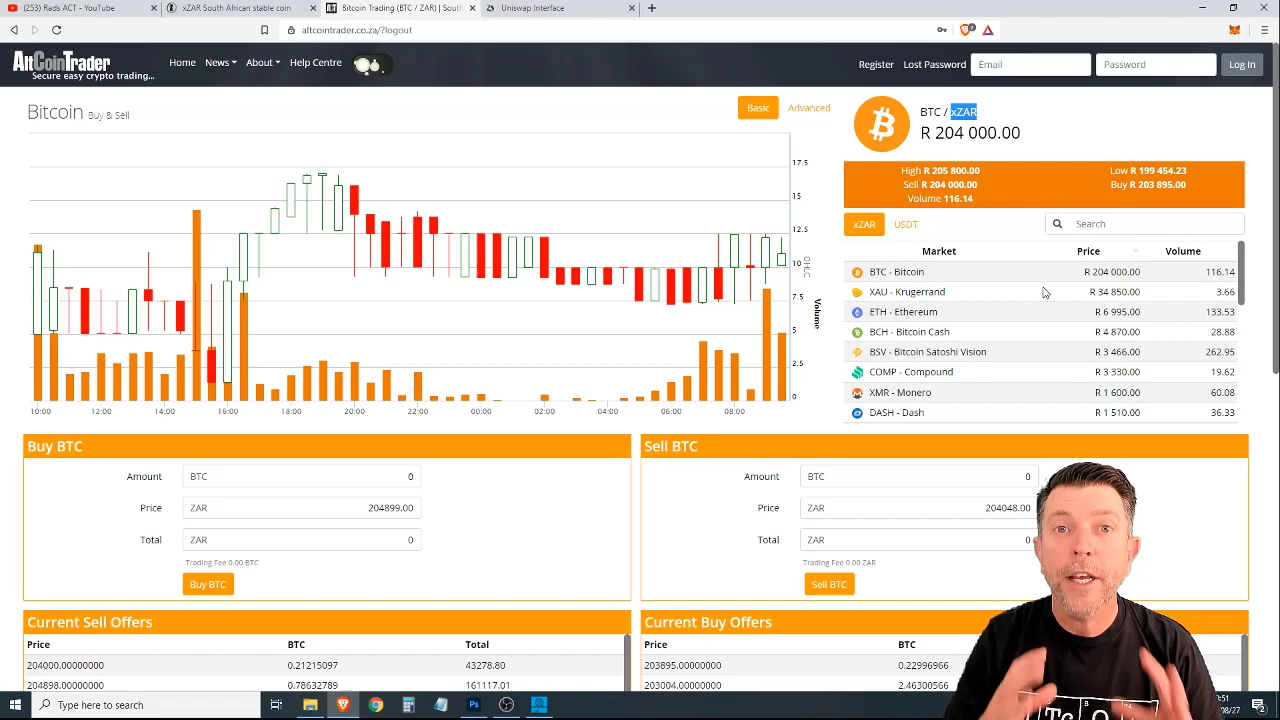 (253) Rads ACT - YouTube
xZAR South African stable coin
Bitcoin Trading (BTC / ZAR) | South
Uniswap Interface
altcointrader.co.za/?logout
AltCoinTrader
Secure easy crypto trading...
Home News About Help Centre
Register Lost Password Email Password Log In
Bitcoin Buy & Sell
Basic Advanced
BTC / xZAR
R 204 000.00
High R 205 800.00 Low R 199 454.23
Sell R 204 000.00 Buy R 203 895.00
Volume 116.14
xZAR USDT Search
Market Price Volume
BTC - Bitcoin R 204 000.00 116.14
XAU - Krugerrand R 34 850.00 3.66
ETH - Ethereum R 6 995.00 133.53
BCH - Bitcoin Cash R 4 870.00 28.88
BSV - Bitcoin Satoshi Vision R 3 466.00 262.95
COMP - Compound R 3 330.00 19.62
XMR - Monero R 1 600.00 60.08
DASH - Dash R 1 510.00 36.33
17.5
15
12.5
10
7.5
5
2.5
0
OHLC
Volume
10:00 12:00 14:00 16:00 18:00 20:00 22:00 00:00 02:00 04:00 06:00 08:00
Buy BTC
Amount BTC 0
Price ZAR 204899.00
Total ZAR 0
Trading Fee 0.00 BTC
Buy BTC
Sell BTC
Amount BTC 0
Price ZAR 204048.00
Total ZAR 0
Trading Fee 0.00 ZAR
Sell BTC
Current Sell Offers
Price BTC Total
204000.00000000 0.21215097 43278.80
204898.00000000 0.78632789 161117.01
Current Buy Offers
Price BTC
203895.00000000 0.22996966
203004.00000000 2.46300566
Type here to search
:51
08/27